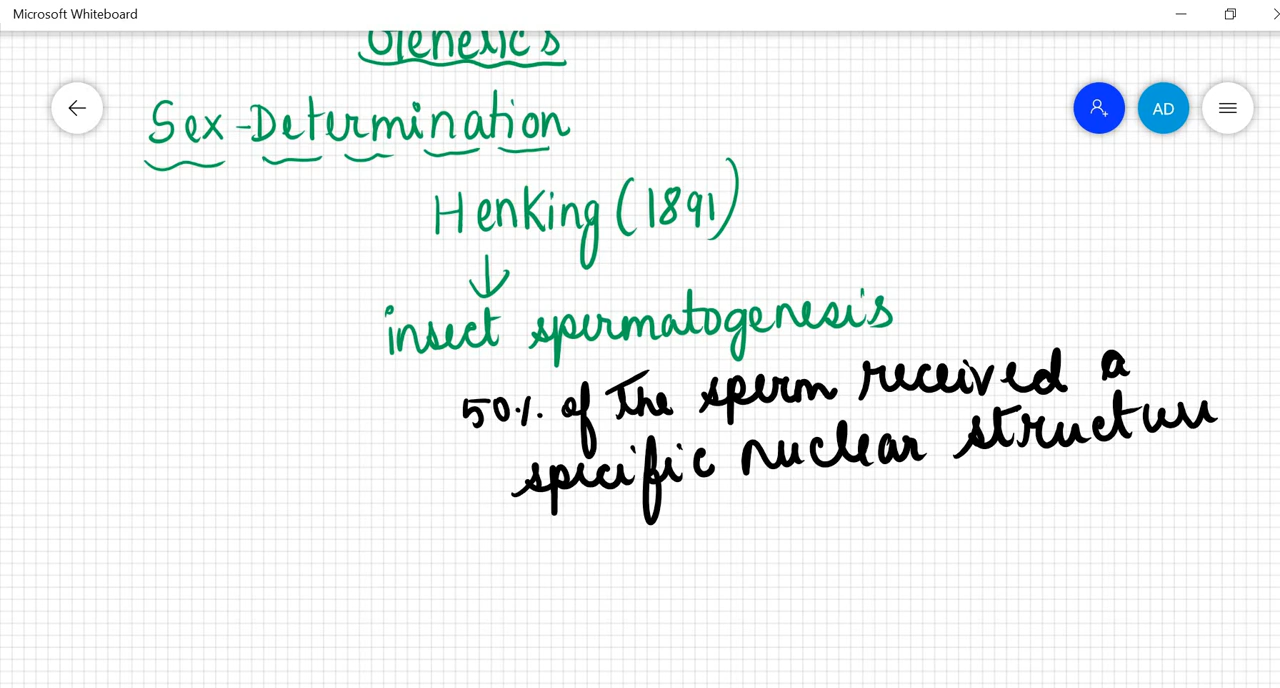 Microsoft Whiteboard
Genetics
AD
Sex-Determination
Henking (1891)
↓
insect spermatogenesis
50% of the sperm received a
specific nuclear structure